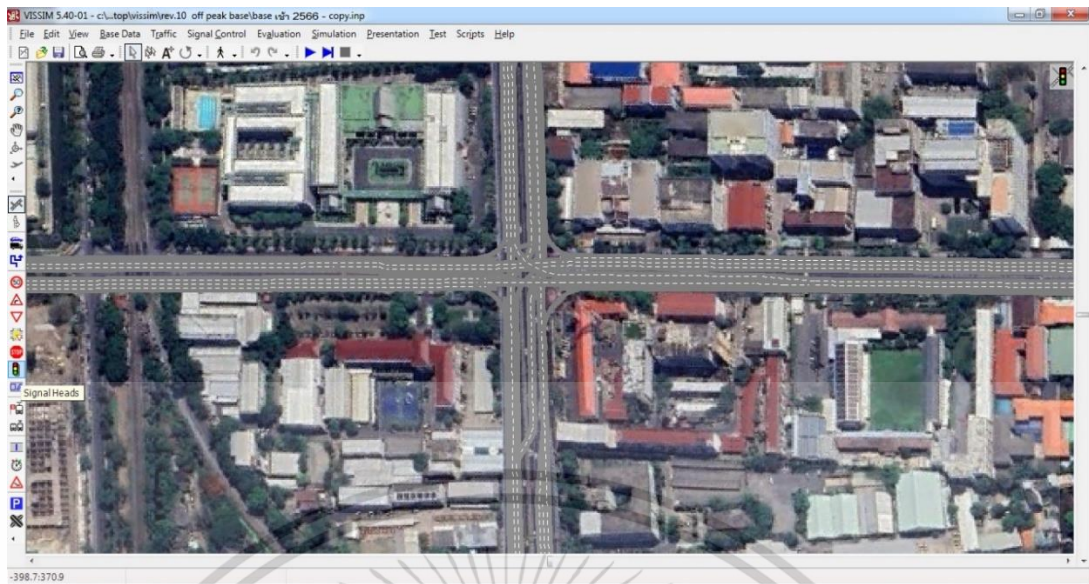 VISSIM 5.40-01 - c:\...top\vissim\rev.10 off peak base\base เช้า 2566 - copy.inp
File Edit View Base Data Traffic Signal Control Evaluation Simulation Presentation Test Scripts Help
Signal Heads
-398.7:370.9